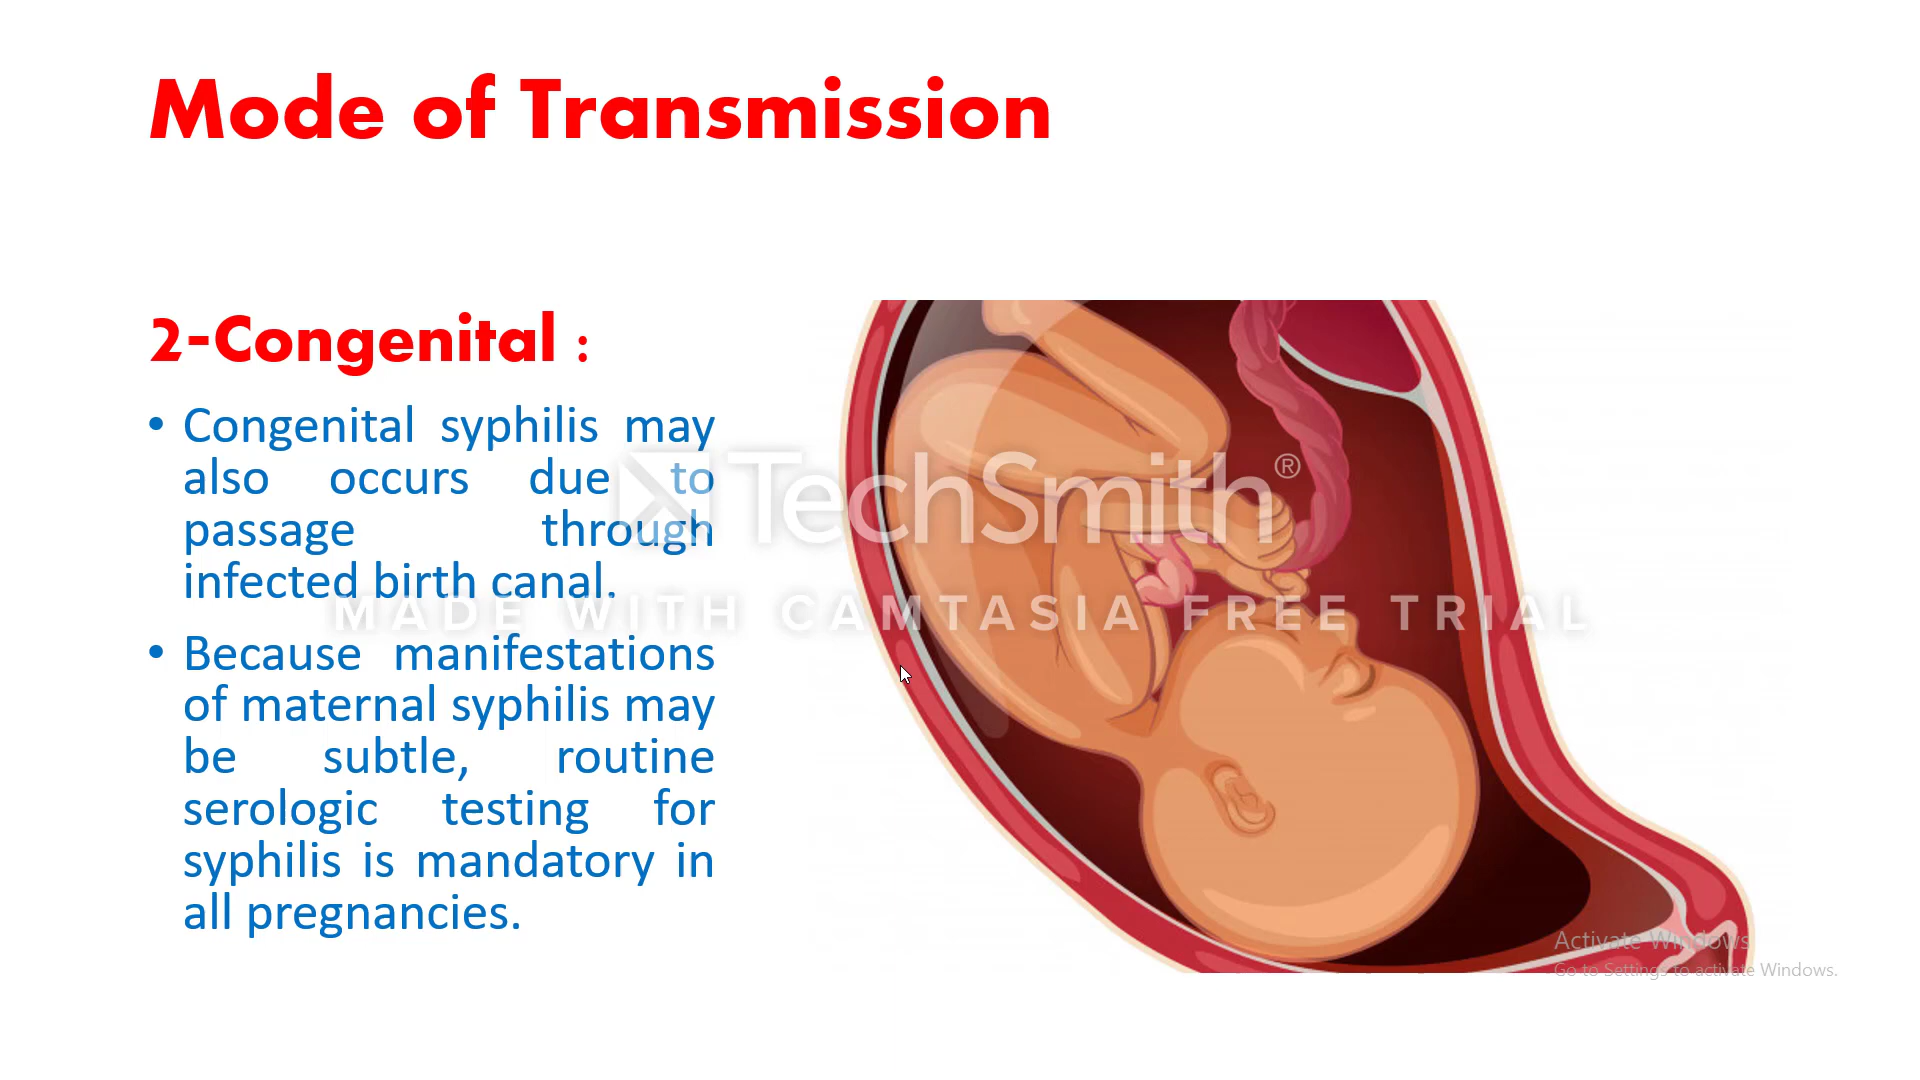 Mode of Transmission
2-Congenital :
• Congenital syphilis may
also occurs due to
passage through
infected birth canal.
• Because manifestations
of maternal syphilis may
be subtle, routine
serologic testing for
syphilis is mandatory in
all pregnancies.
TechSmith®
MADE WITH CAMTASIA FREE TRIAL
Activate Windows
Go to Settings to activate Windows.